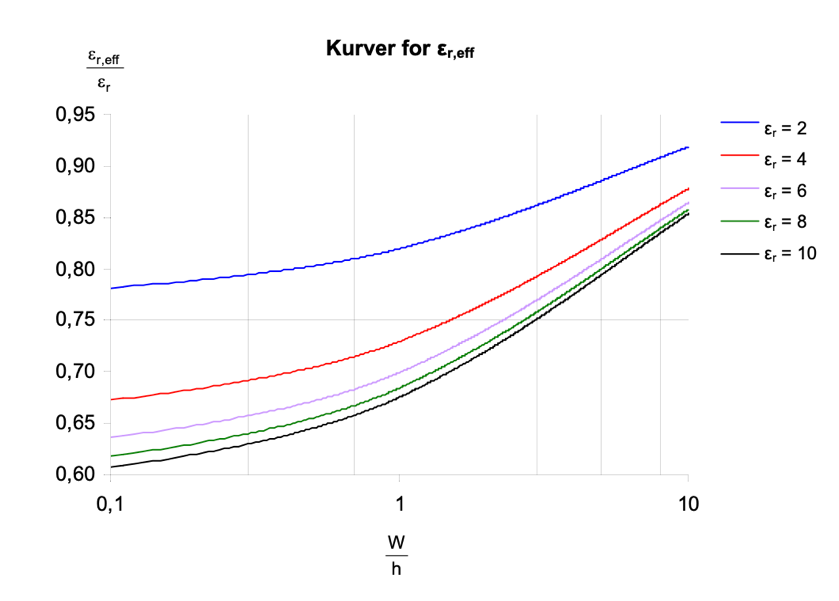 Kurver for εr,eff
εr,eff
εr
0,95
0,90
0,85
0,80
0,75
0,70
0,65
0,60
0,1
1
10
W
h
εr = 2
εr = 4
εr = 6
εr = 8
εr = 10